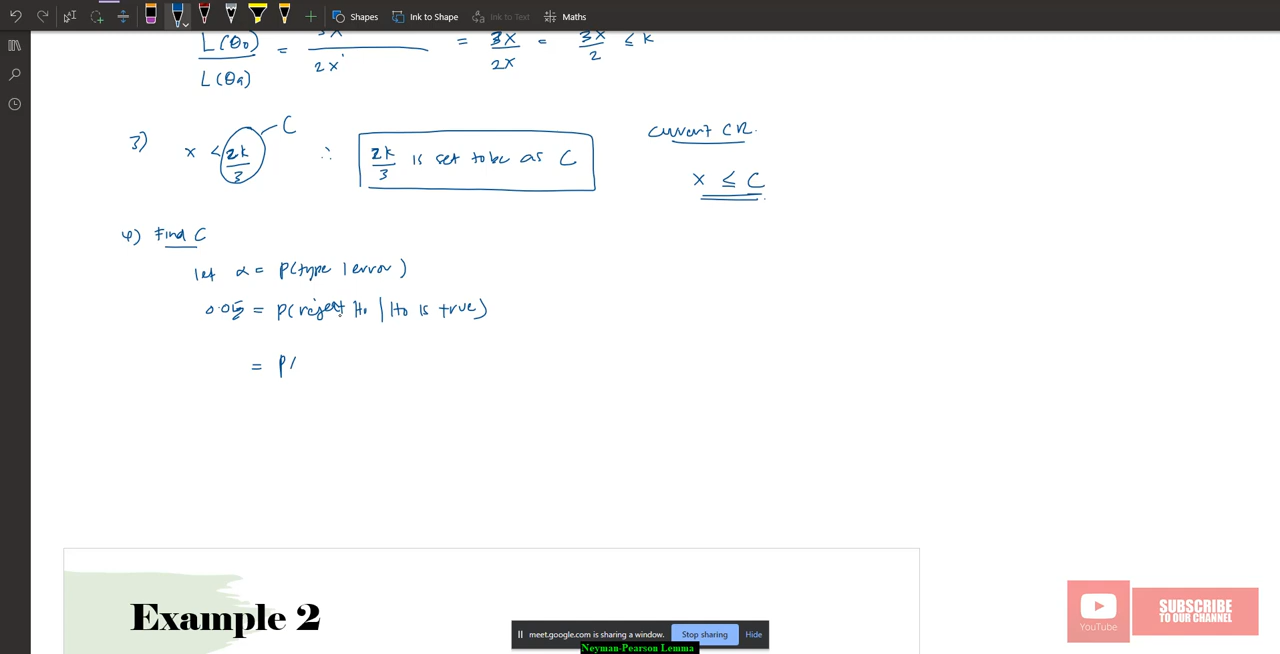 Shapes Ink to Shape Ink to Text Maths
L(θ₀) = 3x² = 3x = 3x ≤ k
L(θa) 2x 2x 2
current CR.
3) x < 2k/3 C ∴ 2k/3 is set to be as C
x ≤ C
4) Find C
let α = P(type 1 error)
0.05 = P(reject H₀ | H₀ is true)
= P(
Example 2
meet.google.com is sharing a window. Stop sharing Hide
Neyman-Pearson Lemma
YouTube
SUBSCRIBE
TO OUR CHANNEL